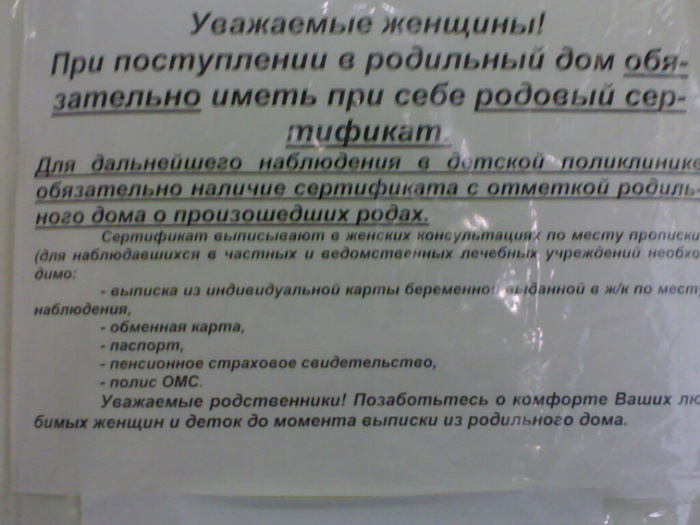 Уважаемые женщины!
При поступлении в родильный дом обя-
зательно иметь при себе родовый сер-
тификат.
Для дальнейшего наблюдения в детской поликлинике
обязательно наличие сертификата с отметкой родиль-
ного дома о произошедших родах.
Сертификат выписывают в женских консультациях по месту прописки
(для наблюдавшихся в частных и ведомственных лечебных учреждений необхо
димо:
- выписка из индивидуальной карты беременной выданной в ж/к по месту
наблюдения,
- обменная карта,
- паспорт,
- пенсионное страховое свидетельство,
- полис ОМС.
Уважаемые родственники! Позаботьтесь о комфорте Ваших лю
бимых женщин и деток до момента выписки из родильного дома.